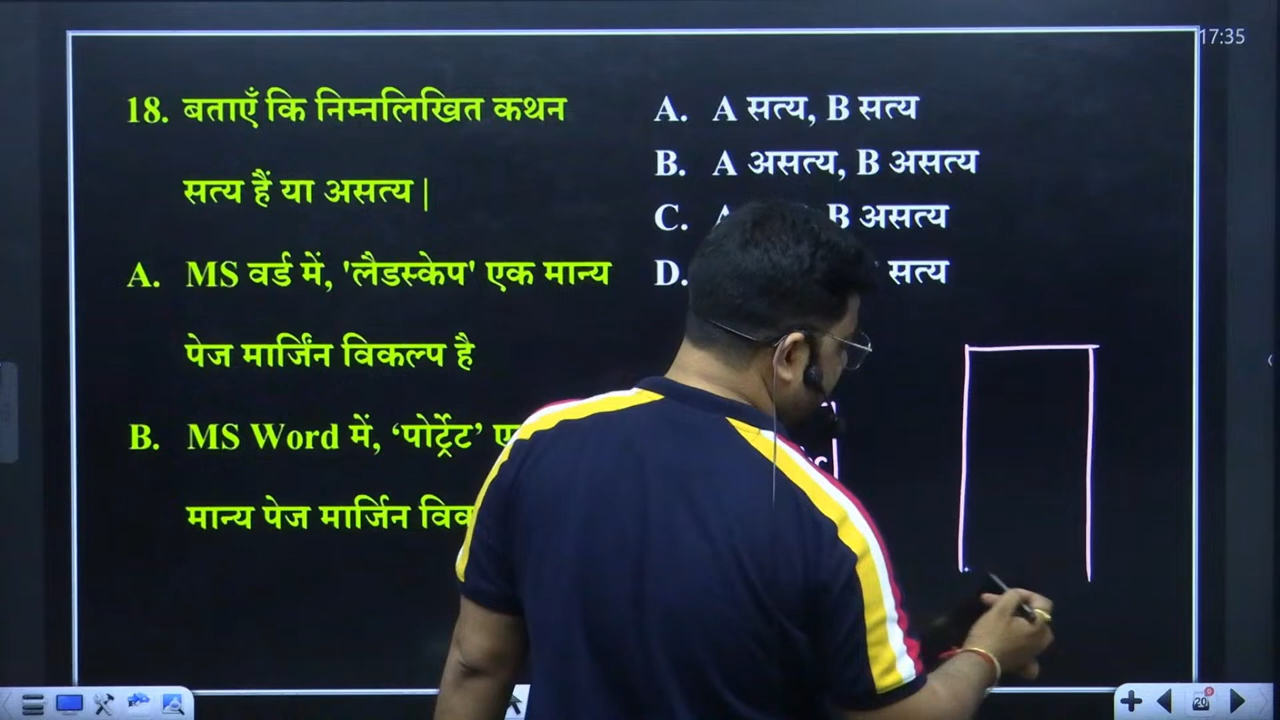 17:35
18. बताएँ कि निम्नलिखित कथन
सत्य हैं या असत्य |
A. MS वर्ड में, 'लैडस्केप' एक मान्य
पेज मार्जिंन विकल्प है
B. MS Word में, ‘पोर्ट्रेट’
मान्य पेज मार्जिन
A. A सत्य, B सत्य
B. A असत्य, B असत्य
C. B असत्य
D. सत्य
20